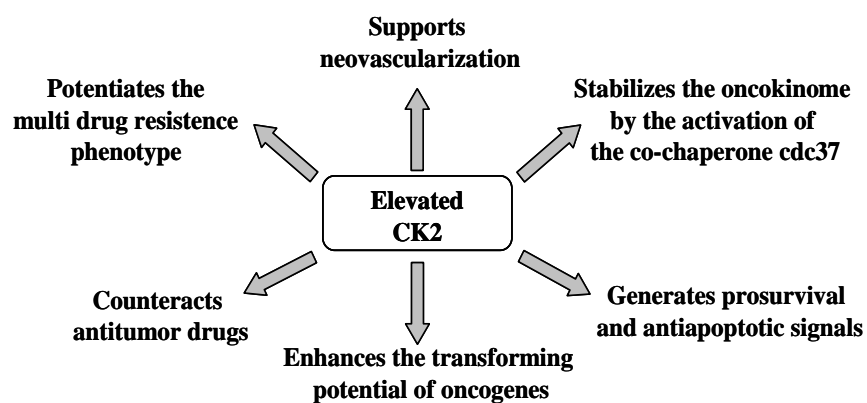 Supports
neovascularization
Potentiates the
multi drug resistence
phenotype
Stabilizes the oncokinome
by the activation of
the co-chaperone cdc37
Elevated
CK2
Counteracts
antitumor drugs
Generates prosurvival
and antiapoptotic signals
Enhances the transforming
potential of oncogenes